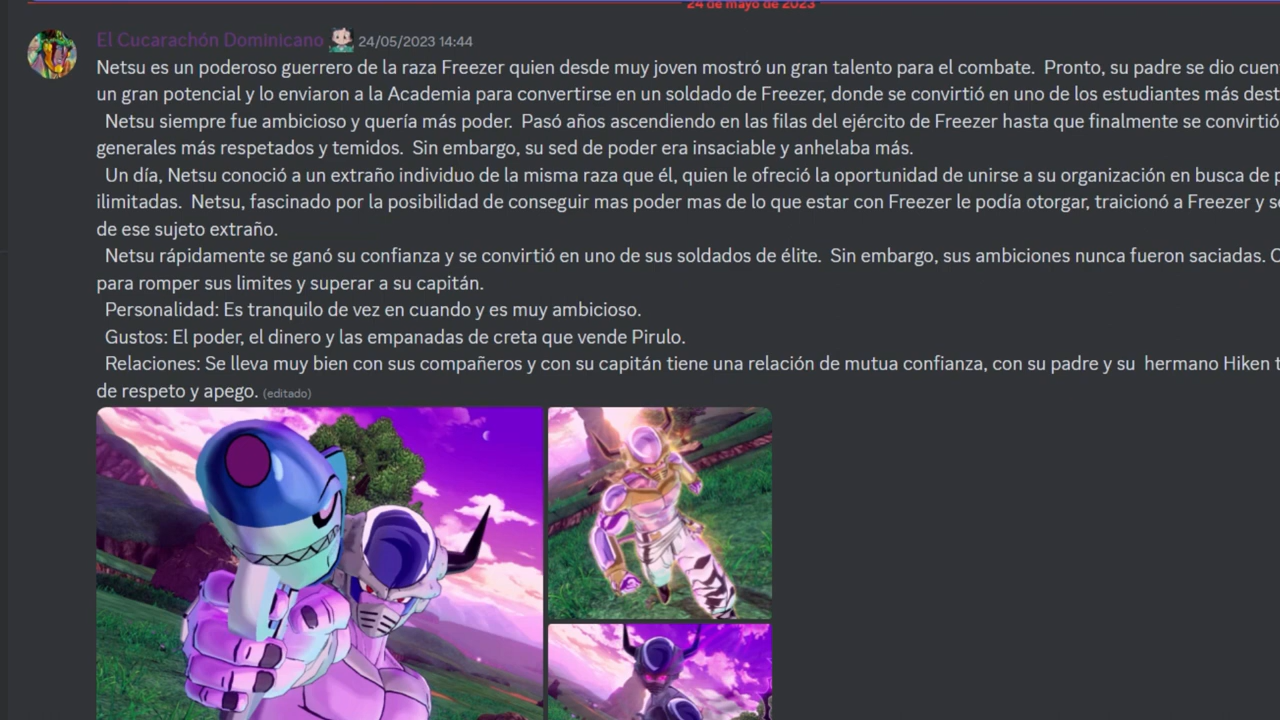 24 de mayo de 2023
El Cucarachón Dominicano 24/05/2023 14:44
Netsu es un poderoso guerrero de la raza Freezer quien desde muy joven mostró un gran talento para el combate. Pronto, su padre se dio
un gran potencial y lo enviaron a la Academia para convertirse en un soldado de Freezer, donde se convirtió en uno de los estudiantes más
Netsu siempre fue ambicioso y quería más poder. Pasó años ascendiendo en las filas del ejército de Freezer hasta que finalmente se convirtió
generales más respetados y temidos. Sin embargo, su sed de poder era insaciable y anhelaba más.
Un día, Netsu conoció a un extraño individuo de la misma raza que él, quien le ofreció la oportunidad de unirse a su organización en busca de
ilimitadas. Netsu, fascinado por la posibilidad de conseguir mas poder mas de lo que estar con Freezer le podía otorgar, traicionó a Freezer y
de ese sujeto extraño.
Netsu rápidamente se ganó su confianza y se convirtió en uno de sus soldados de élite. Sin embargo, sus ambiciones nunca fueron saciadas.
para romper sus limites y superar a su capitán.
Personalidad: Es tranquilo de vez en cuando y es muy ambicioso.
Gustos: El poder, el dinero y las empanadas de creta que vende Pirulo.
Relaciones: Se lleva muy bien con sus compañeros y con su capitán tiene una relación de mutua confianza, con su padre y su hermano Hiken
de respeto y apego. (editado)